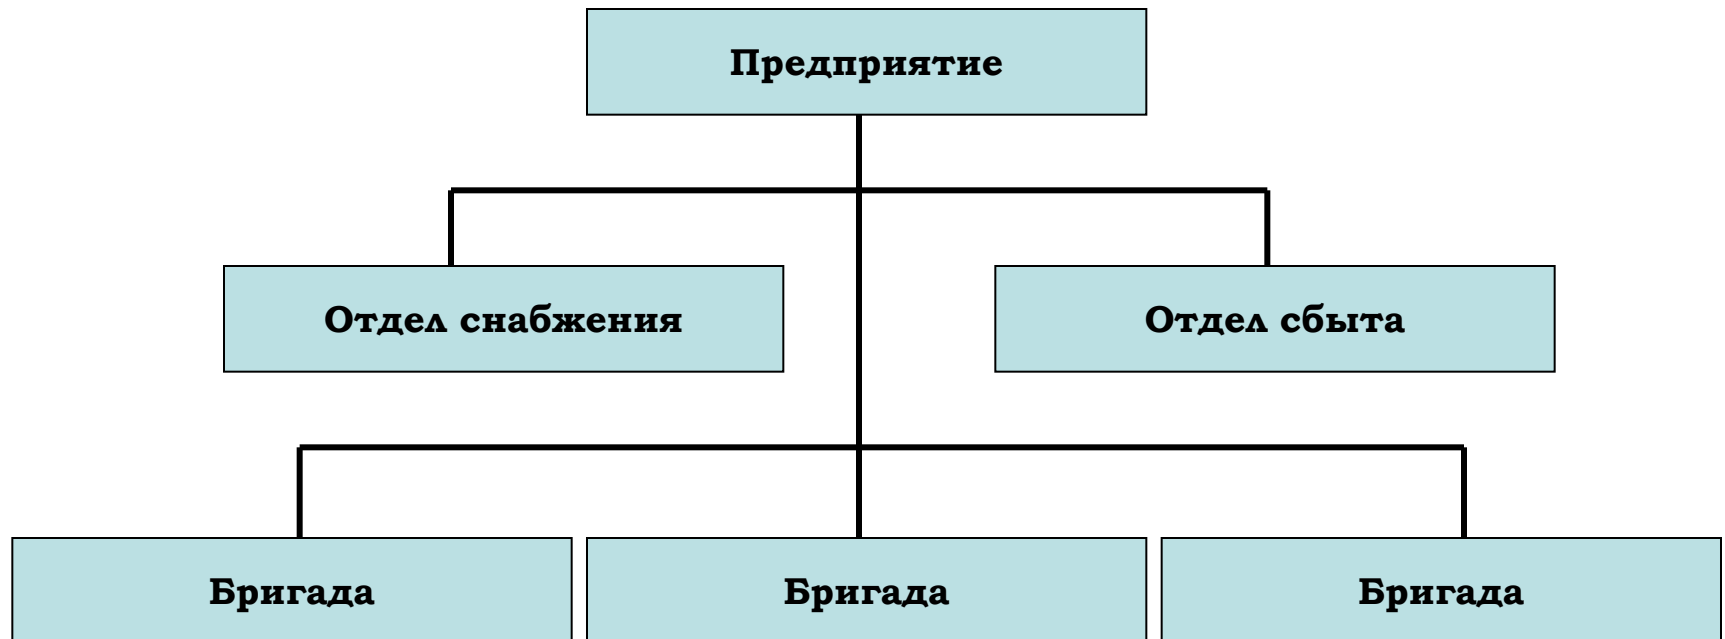 Предприятие
Отдел снабжения
Отдел сбыта
Бригада
Бригада
Бригада